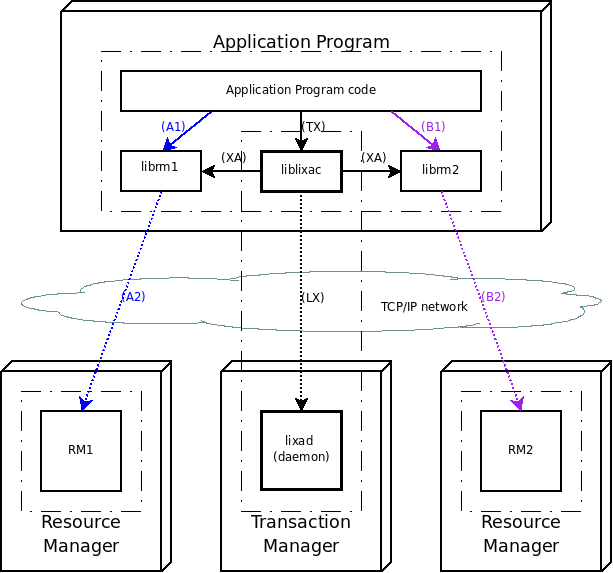 Application Program
Application Program code
(A1)
(TX)
(B1)
librm1
(XA)
liblixac
(XA)
librm2
(A2)
(LX)
(B2)
TCP/IP network
RM1
lixad
(daemon)
RM2
Resource
Manager
Transaction
Manager
Resource
Manager